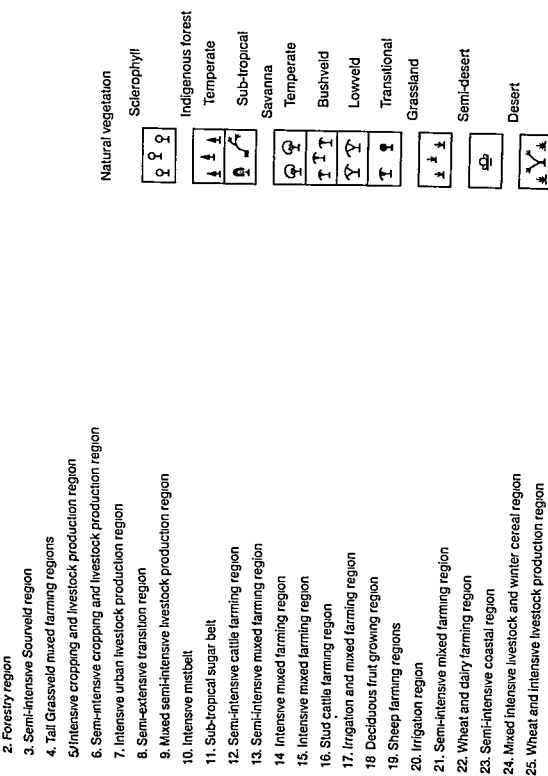 2. Forestry region
3. Semi-intensive Sourveld region
4. Tall Grassveld mixed farming regions
5/Intensive cropping and livestock production region
6. Semi-intensive cropping and livestock production region
7. Intensive urban livestock production region
8. Semi-extensive transition region
9. Mixed semi-intensive livestock production region
10. Intensive mistbelt
11. Sub-tropical sugar belt
12. Semi-intensive cattle farming region
13. Semi-intensive mixed farming region
14 Intensive mixed farming region
15. Intensive mixed farming region
16. Stud cattle farming region
17. Irrigation and mixed farming region
18 Deciduous fruit growing region
19. Sheep farming regions
20. Irrigation region
21. Semi-intensive mixed farming region
22. Wheat and dairy farming region
23. Semi-intensive coastal region
24. Mixed intensive livestock and winter cereal region
25. Wheat and intensive livestock production region
Natural vegetation
Sclerophyll
Indigenous forest
Temperate
Sub-tropical
Savanna
Temperate
Bushveld
Lowveld
Transitional
Grassland
Semi-desert
Desert